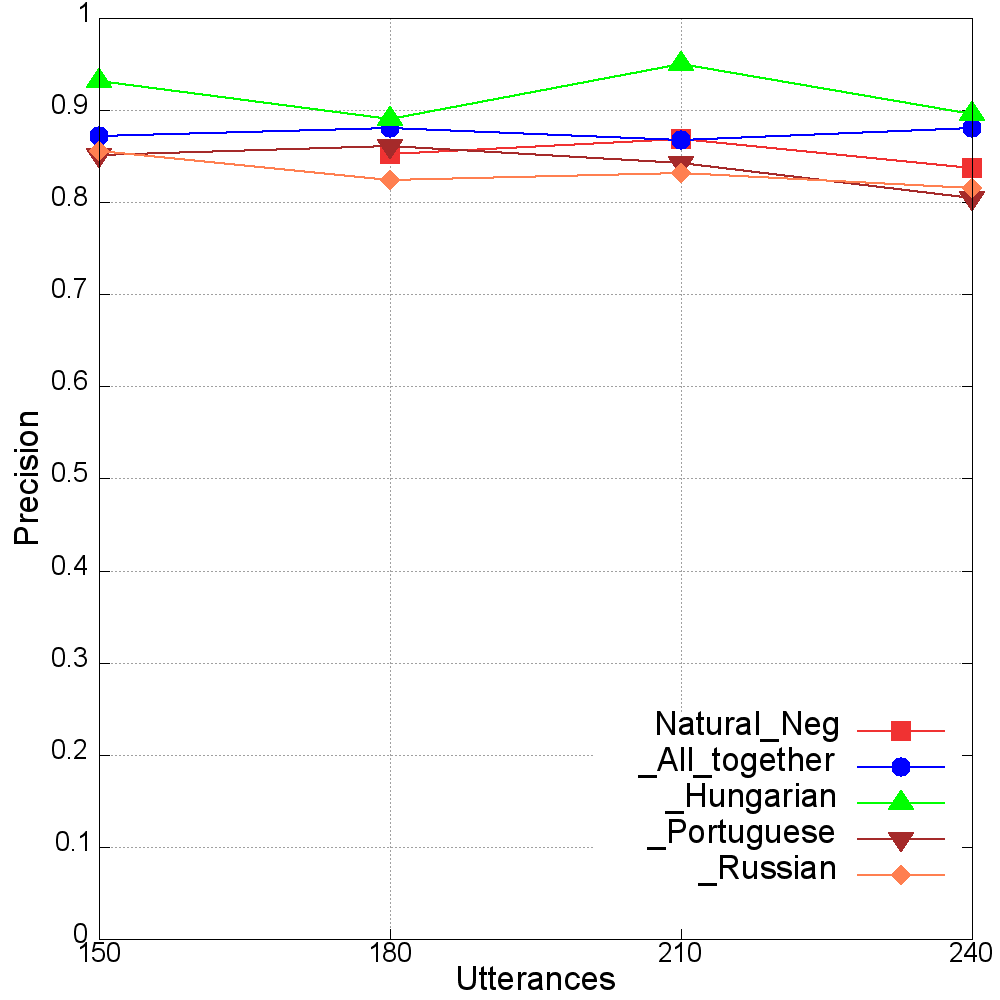 1
0.9
0.8
0.7
0.6
0.5
0.4
0.3
0.2
0.1
0
Precision
Natural_Neg
_All_together
_Hungarian
_Portuguese
_Russian
150 180 210 240
Utterances